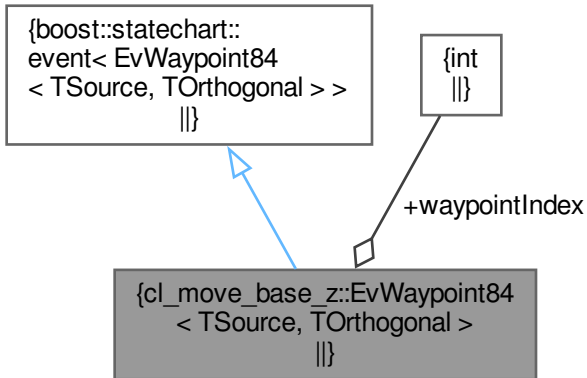 {boost::statechart::
event< EvWaypoint84
< TSource, TOrthogonal > >
||}
{int
||}
+waypointIndex
{cl_move_base_z::EvWaypoint84
< TSource, TOrthogonal >
||}